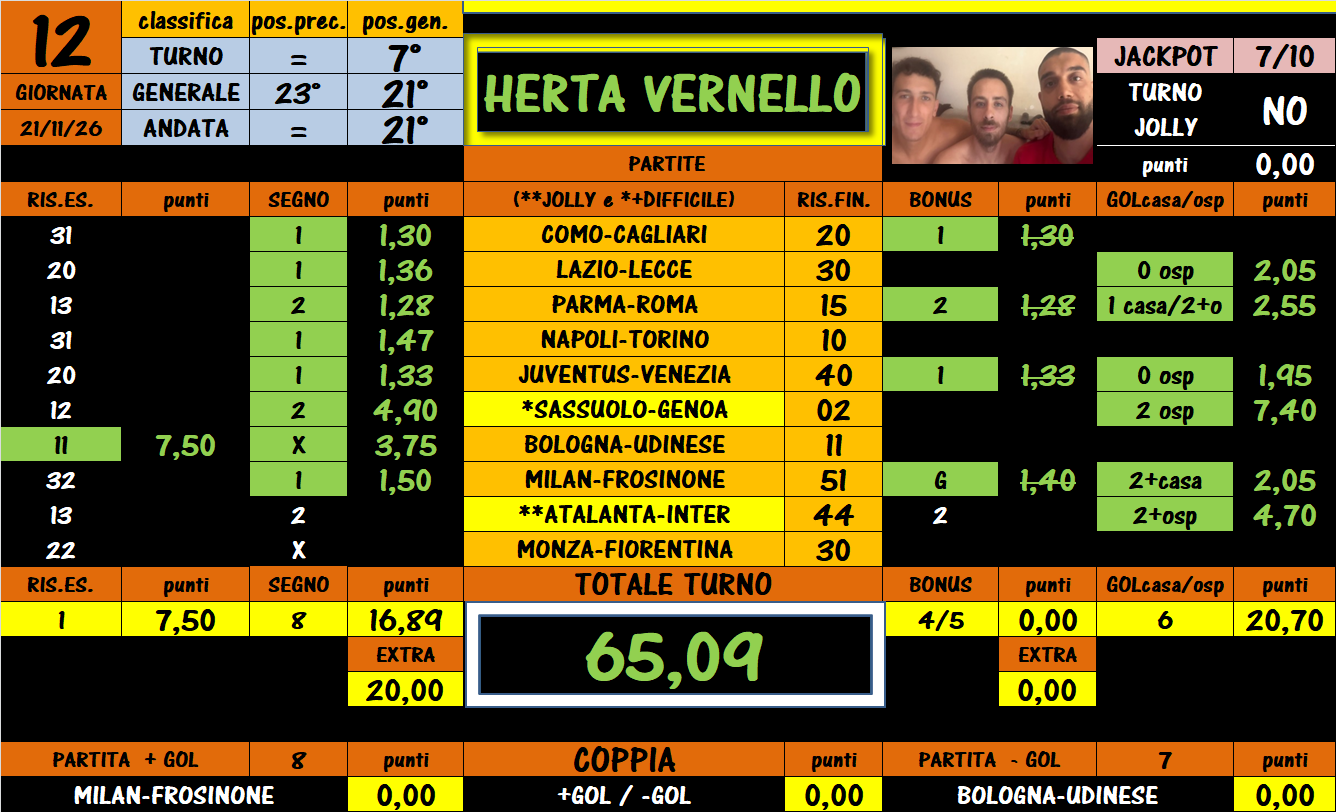 12 classifica pos.prec. pos.gen.
TURNO = 7° JACKPOT 7/10
GIORNATA GENERALE 23° 21° HERTA VERNELLO TURNO JOLLY NO
21/11/26 ANDATA = 21°
PARTITE punti 0,00
RIS.ES. punti SEGNO punti (**JOLLY e *+DIFFICILE) RIS.FIN. BONUS punti GOLcasa/osp punti
31 1 1,30 COMO-CAGLIARI 20 1 1,30
20 1 1,36 LAZIO-LECCE 30 0 osp 2,05
13 2 1,28 PARMA-ROMA 15 2 1,28 1 casa/2+o 2,55
31 1 1,47 NAPOLI-TORINO 10
20 1 1,33 JUVENTUS-VENEZIA 40 1 1,33 0 osp 1,95
12 2 4,90 *SASSUOLO-GENOA 02 2 osp 7,40
11 7,50 X 3,75 BOLOGNA-UDINESE 11
32 1 1,50 MILAN-FROSINONE 51 G 1,40 2+casa 2,05
13 2 **ATALANTA-INTER 44 2 2+osp 4,70
22 X MONZA-FIORENTINA 30
RIS.ES. punti SEGNO punti TOTALE TURNO BONUS punti GOLcasa/osp punti
1 7,50 8 16,89 65,09 4/5 0,00 6 20,70
EXTRA EXTRA
20,00 0,00
PARTITA + GOL 8 punti COPPIA punti PARTITA - GOL 7 punti
MILAN-FROSINONE 0,00 +GOL / -GOL 0,00 BOLOGNA-UDINESE 0,00